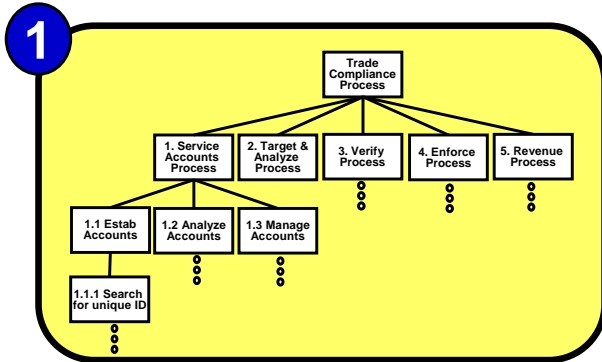 1
Trade
Compliance
Process
1. Service
Accounts
Process
2. Target &
Analyze
Process
3. Verify
Process
4. Enforce
Process
5. Revenue
Process
1.1 Estab
Accounts
1.2 Analyze
Accounts
1.3 Manage
Accounts
1.1.1 Search
for unique ID